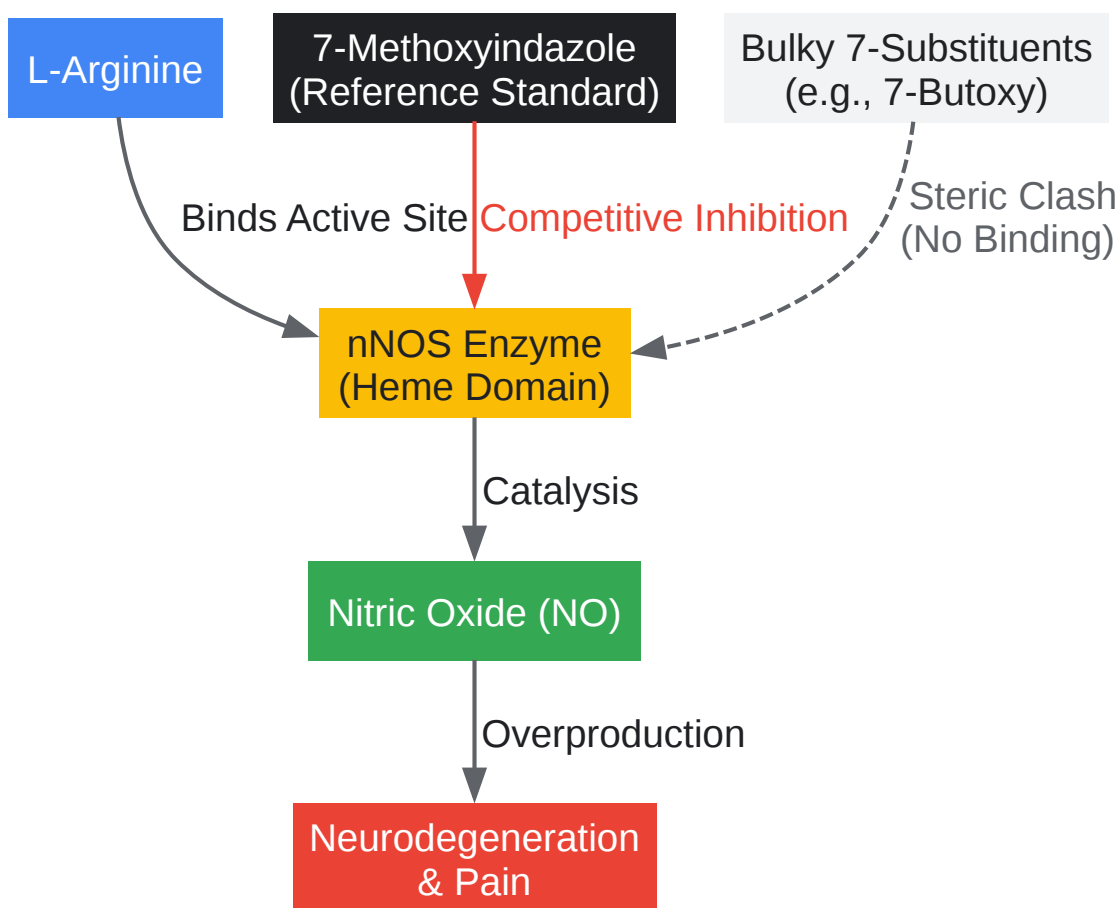 L-Arginine
7-Methoxyindazole
(Reference Standard)
Bulky 7-Substituents
(e.g., 7-Butoxy)
Binds Active Site
Competitive Inhibition
Steric Clash
(No Binding)
nNOS Enzyme
(Heme Domain)
Catalysis
Nitric Oxide (NO)
Overproduction
Neurodegeneration
& Pain